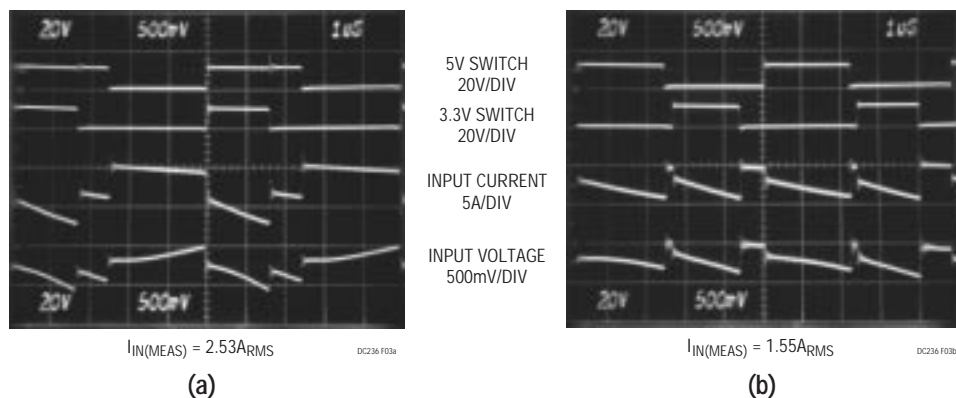 20V 500mV 1uS
20V 500mV
5V SWITCH
20V/DIV
3.3V SWITCH
20V/DIV
INPUT CURRENT
5A/DIV
INPUT VOLTAGE
500mV/DIV
20V 500mV 1uS
20V 500mV
IIN(MEAS) = 2.53ARMS
DC236 F03a
(a)
IIN(MEAS) = 1.55ARMS
DC236 F03b
(b)